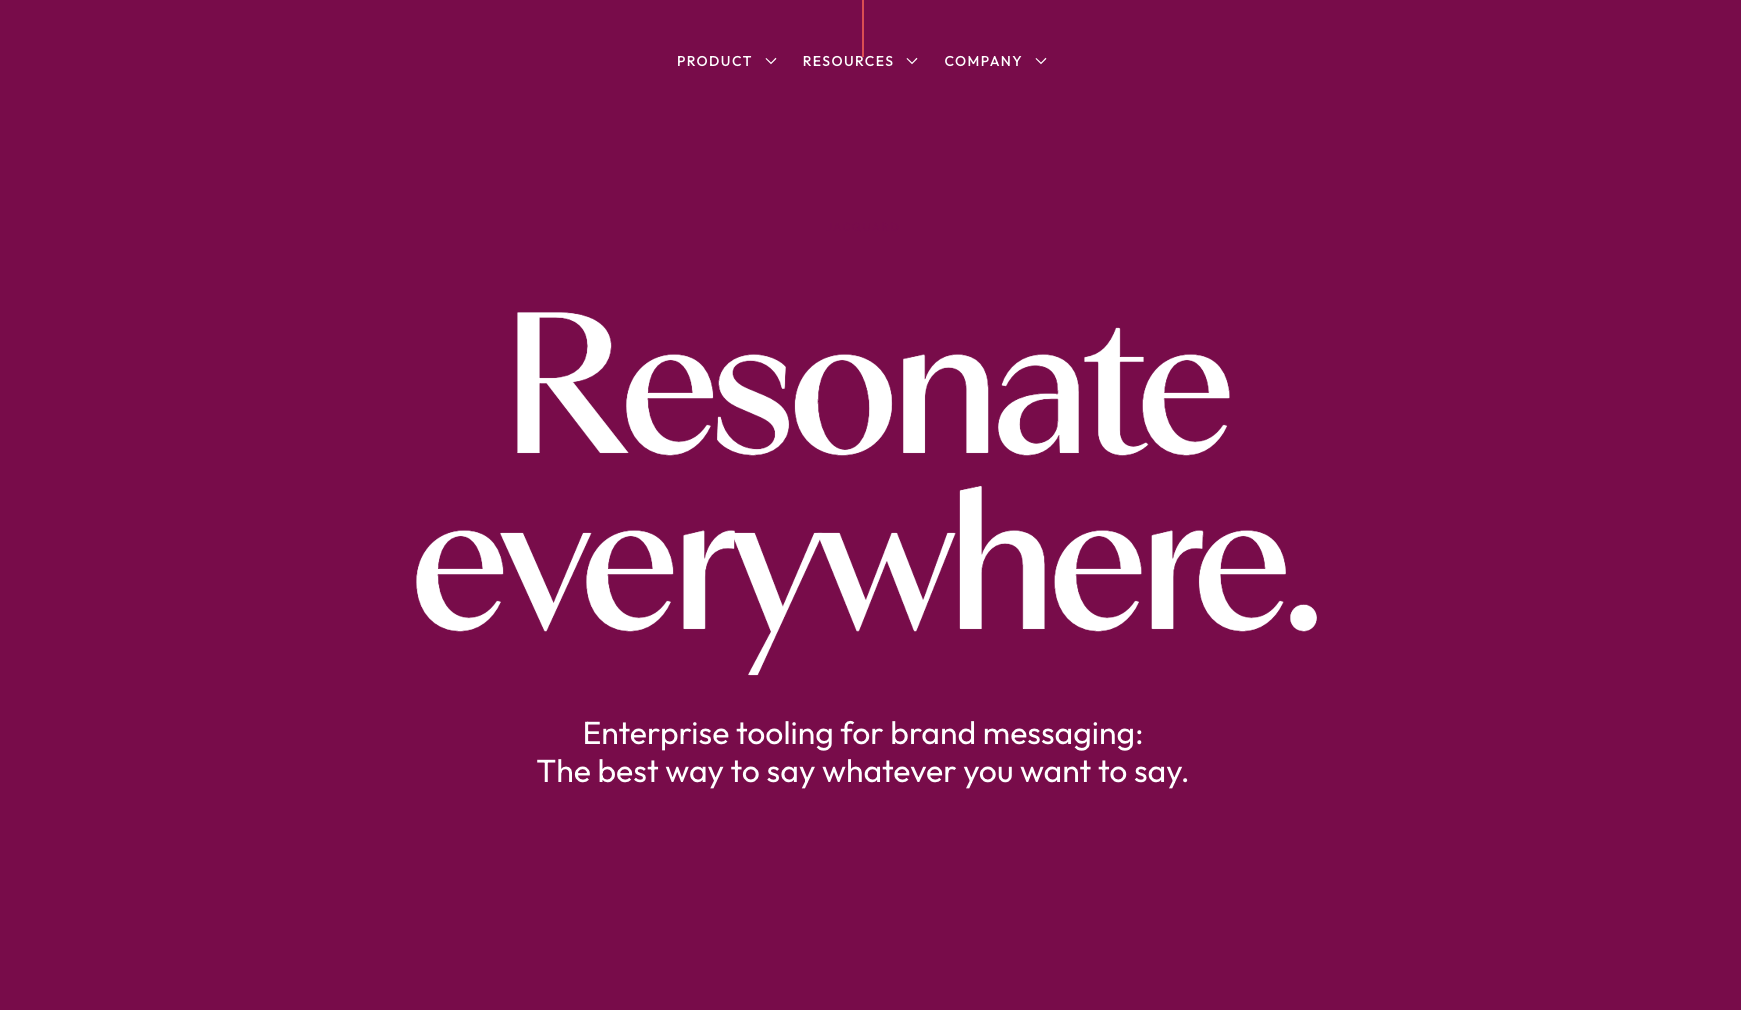 PRODUCT RESOURCES COMPANY
Resonate
everywhere.
Enterprise tooling for brand messaging:
The best way to say whatever you want to say.